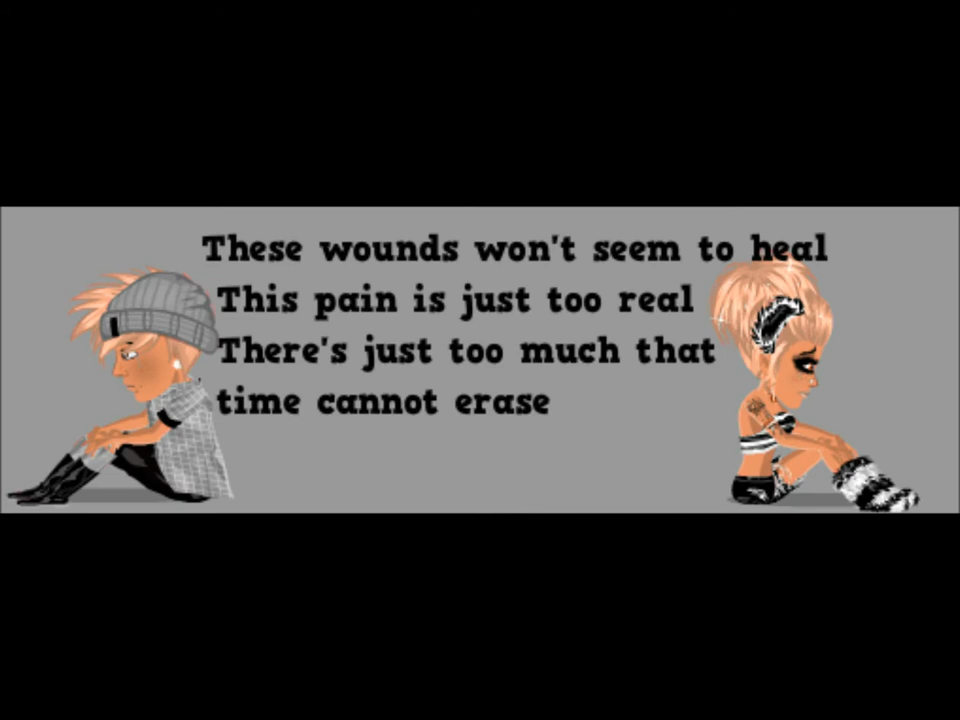 These wounds won't seem to heal
This pain is just too real
There's just too much that
time cannot erase